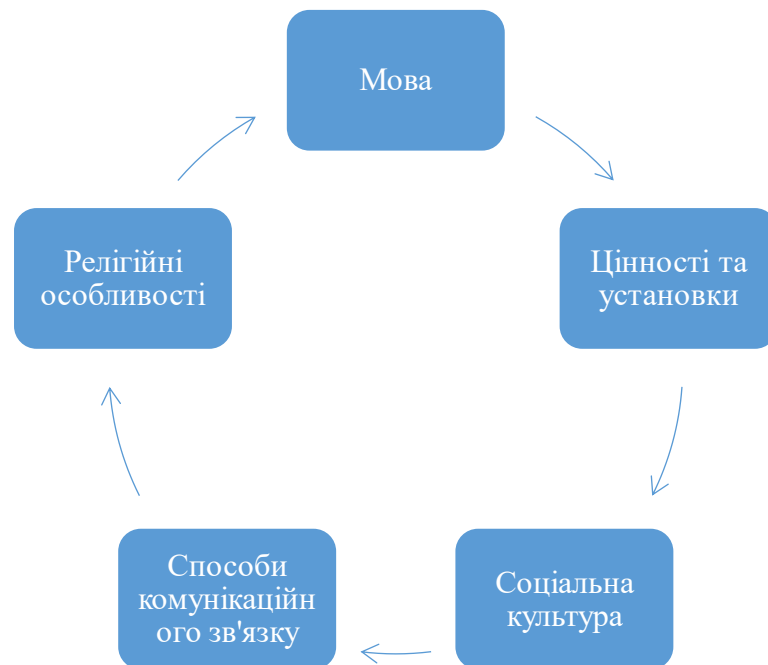 Мова
Цінності та
установки
Соціальна
культура
Способи
комунікаційн
ого зв'язку
Релігійні
особливості